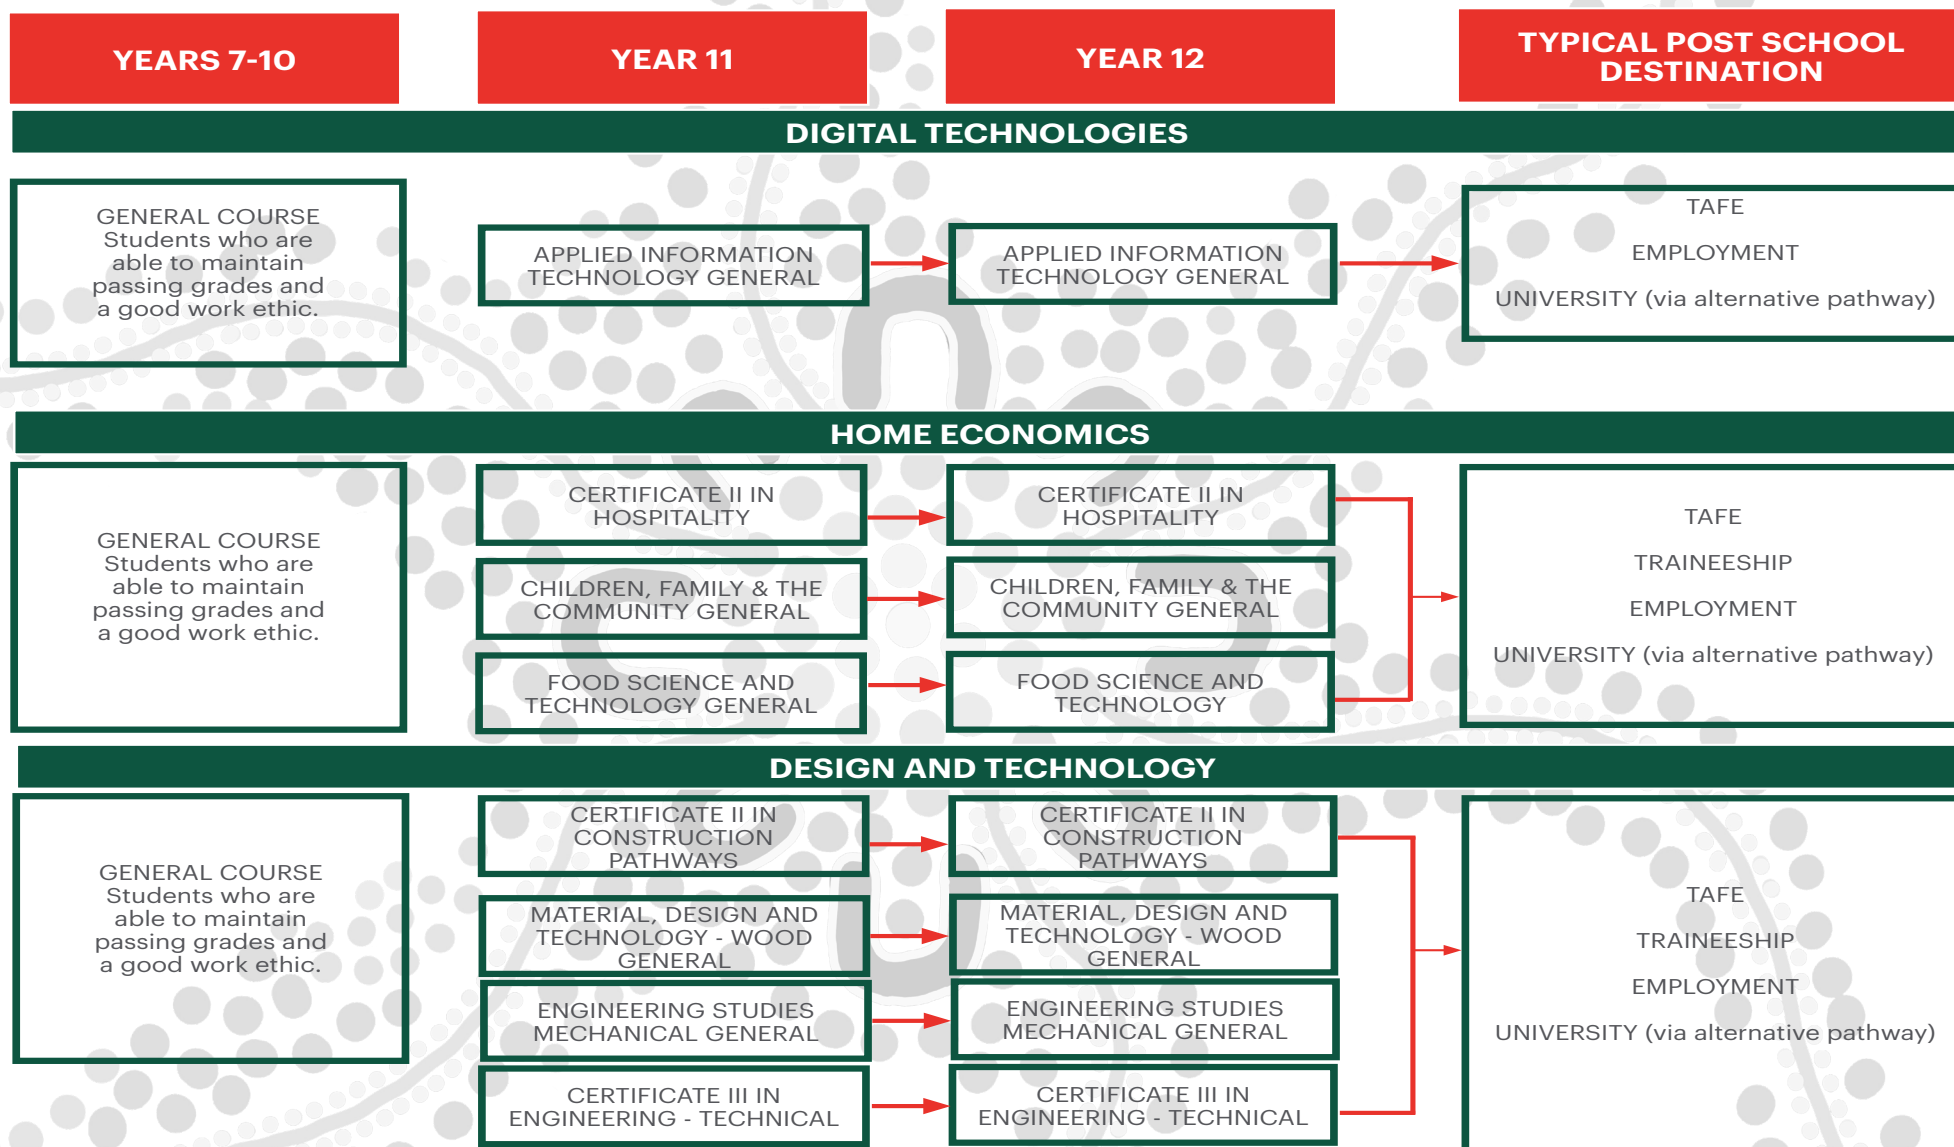 YEARS 7-10
YEAR 11
YEAR 12
TYPICAL POST SCHOOL
DESTINATION
DIGITAL TECHNOLOGIES
GENERAL COURSE
Students who are
able to maintain
passing grades and
a good work ethic.
APPLIED INFORMATION
TECHNOLOGY GENERAL
APPLIED INFORMATION
TECHNOLOGY GENERAL
TAFE
EMPLOYMENT
UNIVERSITY (via alternative pathway)
HOME ECONOMICS
GENERAL COURSE
Students who are
able to maintain
passing grades and
a good work ethic.
CERTIFICATE II IN
HOSPITALITY
CERTIFICATE II IN
HOSPITALITY
CHILDREN, FAMILY & THE
COMMUNITY GENERAL
CHILDREN, FAMILY & THE
COMMUNITY GENERAL
FOOD SCIENCE AND
TECHNOLOGY GENERAL
FOOD SCIENCE AND
TECHNOLOGY
TAFE
TRAINEESHIP
EMPLOYMENT
UNIVERSITY (via alternative pathway)
DESIGN AND TECHNOLOGY
GENERAL COURSE
Students who are
able to maintain
passing grades and
a good work ethic.
CERTIFICATE II IN
CONSTRUCTION
PATHWAYS
CERTIFICATE II IN
CONSTRUCTION
PATHWAYS
MATERIAL, DESIGN AND
TECHNOLOGY - WOOD
GENERAL
MATERIAL, DESIGN AND
TECHNOLOGY - WOOD
GENERAL
ENGINEERING STUDIES
MECHANICAL GENERAL
ENGINEERING STUDIES
MECHANICAL GENERAL
CERTIFICATE III IN
ENGINEERING - TECHNICAL
CERTIFICATE III IN
ENGINEERING - TECHNICAL
TAFE
TRAINEESHIP
EMPLOYMENT
UNIVERSITY (via alternative pathway)